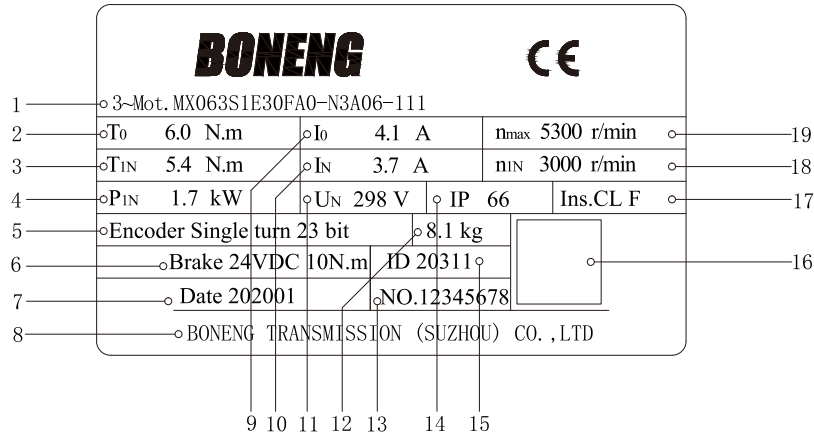 BONENG CE
1 3~Mot. MX063S1E30FA0-N3A06-111
2 T0 6.0 N.m I0 4.1 A nmax 5300 r/min 19
3 T1N 5.4 N.m IN 3.7 A n1N 3000 r/min 18
4 P1N 1.7 kW UN 298 V IP 66 Ins.CL F 17
5 Encoder Single turn 23 bit 8.1 kg
6 Brake 24VDC 10N.m ID 20311 16
7 Date 202001 NO.12345678
8 BONENG TRANSMISSION (SUZHOU) CO.,LTD
9 10 11 12 13 14 15